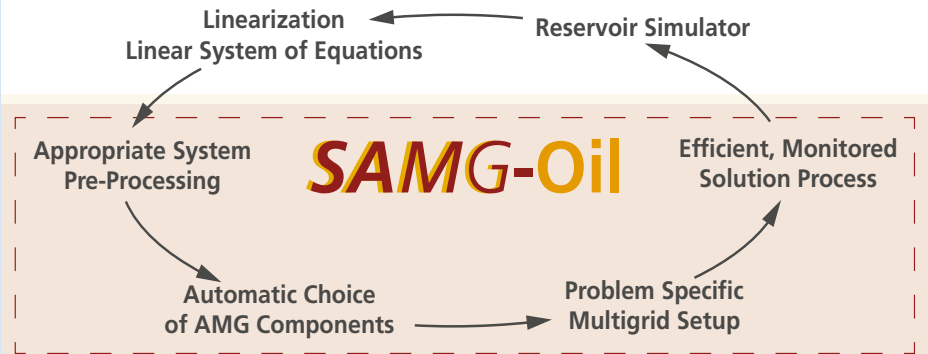 Linearization
Linear System of Equations
Reservoir Simulator
Appropriate System
Pre-Processing
SAMG-Oil
Efficient, Monitored
Solution Process
Automatic Choice
of AMG Components
Problem Specific
Multigrid Setup